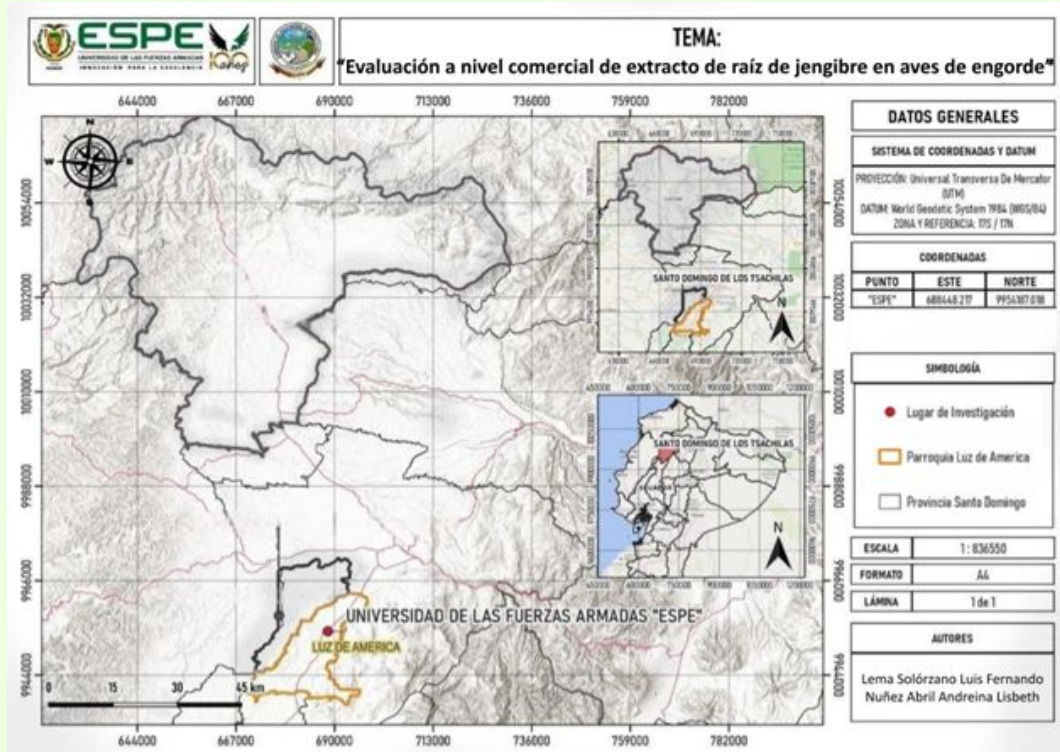 ESPE
UNIVERSIDAD DE LAS FUERZAS ARMADAS
INNOVACIÓN PARA LA EXCELENCIA
TEMA:
“Evaluación a nivel comercial de extracto de raíz de jengibre en aves de engorde”
644000 667000 690000 713000 736000 759000 782000
N
W E
S
10054000
10032000
10010000
9988000
9966000
9944000
SANTO DOMINGO DE LOS TSACHILAS
N
SANTO DOMINGO DE LOS TSACHILAS
N
UNIVERSIDAD DE LAS FUERZAS ARMADAS "ESPE"
LUZ DE AMERICA
0 15 30 45 km
644000 667000 690000 713000 736000 759000 782000
DATOS GENERALES
SISTEMA DE COORDENADAS Y DATUM
PROYECCIÓN: Universal Transversa De Mercator
(UTM)
DATUM: World Geodetic System 1984 (WGS/84)
ZONA Y REFERENCIA: 17S / 17N
COORDENADAS
PUNTO ESTE NORTE
"ESPE" 688448.217 9954187.018
SIMBOLOGÍA
Lugar de Investigación
Parroquia Luz de America
Provincia Santo Domingo
ESCALA 1: 836550
FORMATO A4
LÁMINA 1 de 1
AUTORES
Lema Solórzano Luis Fernando
Nuñez Abril Andreina Lisbeth